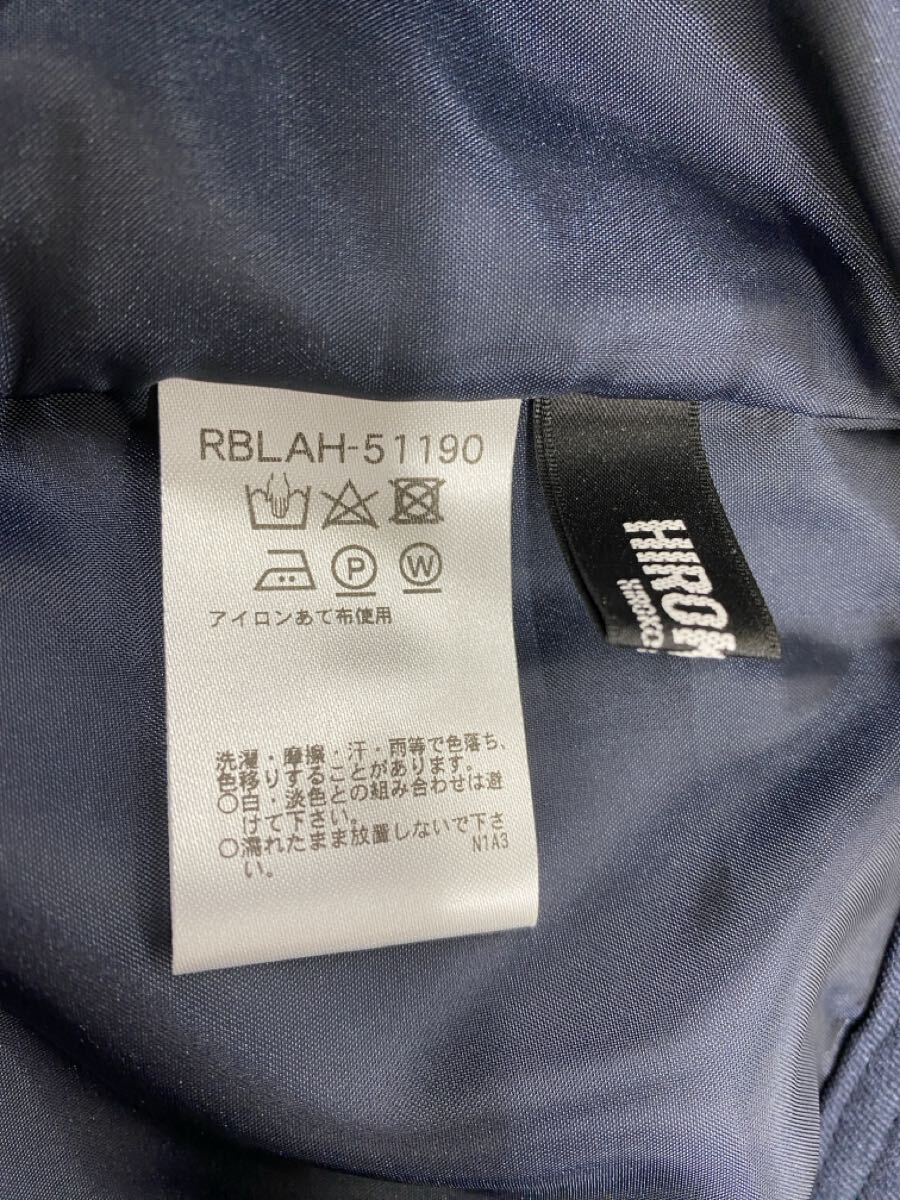 RBLAH-51190
P
W
アイロンあて布使用
洗濯・摩擦・汗・雨等で色落ち、
色移りすることがあります。
○白・淡色との組み合わせは避
けて下さい。
○濡れたまま放置しないで下さ
い。
N1A3